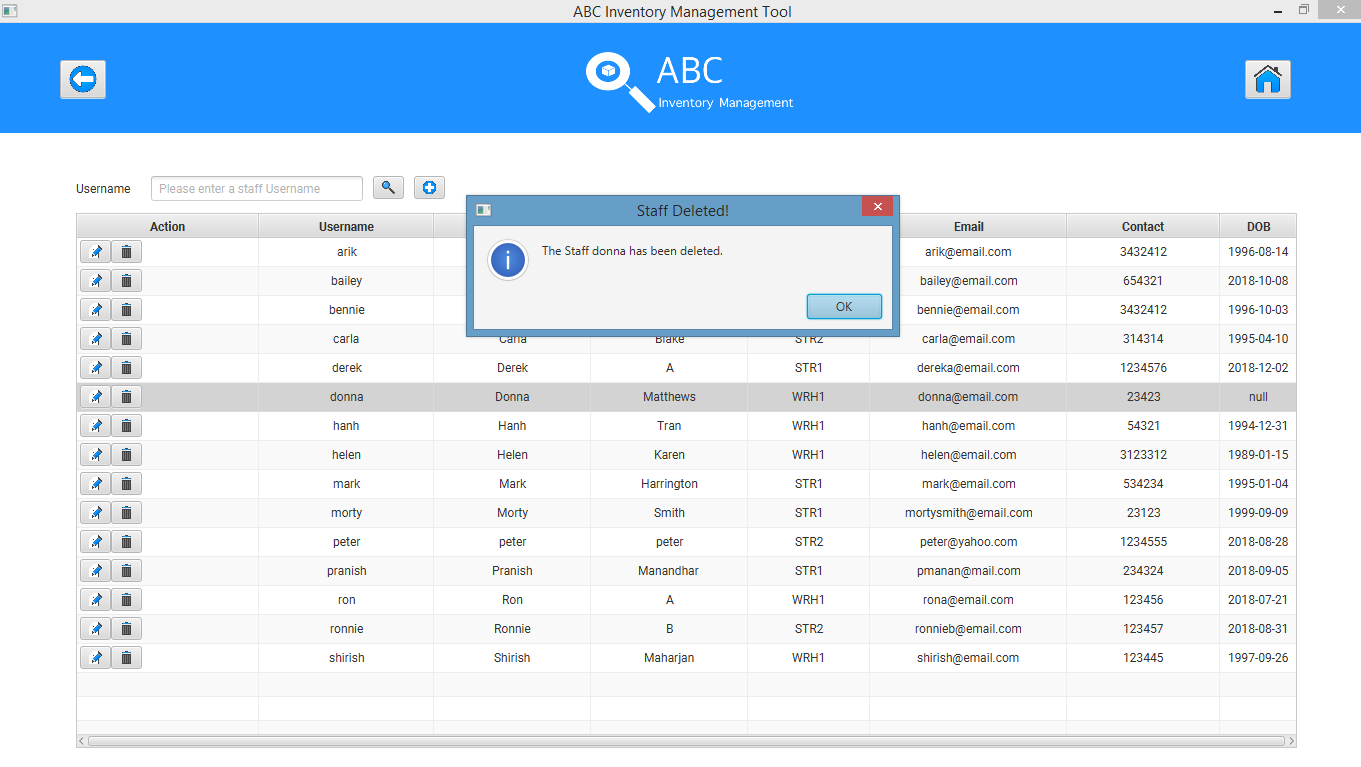 ABC Inventory Management Tool
ABC
Inventory Management
Username Please enter a staff Username
Staff Deleted!
The Staff donna has been deleted.
OK
Action Username Email Contact DOB
arik arik@email.com 3432412 1996-08-14
bailey bailey@email.com 654321 2018-10-08
bennie bennie@email.com 3432412 1996-10-03
carla Carla Blake STR2 carla@email.com 314314 1995-04-10
derek Derek A STR1 dereka@email.com 1234576 2018-12-02
donna Donna Matthews WRH1 donna@email.com 23423 null
hanh Hanh Tran WRH1 hanh@email.com 54321 1994-12-31
helen Helen Karen WRH1 helen@email.com 3123312 1989-01-15
mark Mark Harrington STR1 mark@email.com 534234 1995-01-04
morty Morty Smith STR1 mortysmith@email.com 23123 1999-09-09
peter peter peter STR2 peter@yahoo.com 1234555 2018-08-28
pranish Pranish Manandhar STR1 pmanan@mail.com 234324 2018-09-05
ron Ron A WRH1 rona@email.com 123456 2018-07-21
ronnie Ronnie B STR2 ronnieb@email.com 123457 2018-08-31
shirish Shirish Maharjan WRH1 shirish@email.com 123445 1997-09-26